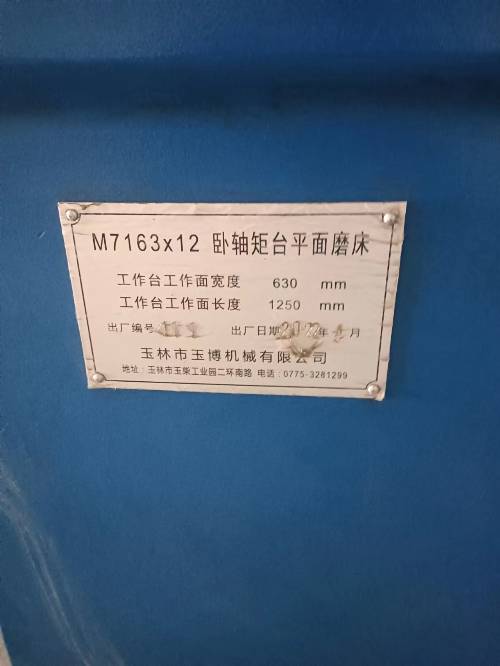 M7163x12 卧轴矩台平面磨床
工作台工作面宽度 630 mm
工作台工作面长度 1250 mm
出厂编号 出厂日期 年 月
玉林市玉博机械有限公司
地址:玉林市玉柴工业园二环南路 电话:0775-3281299